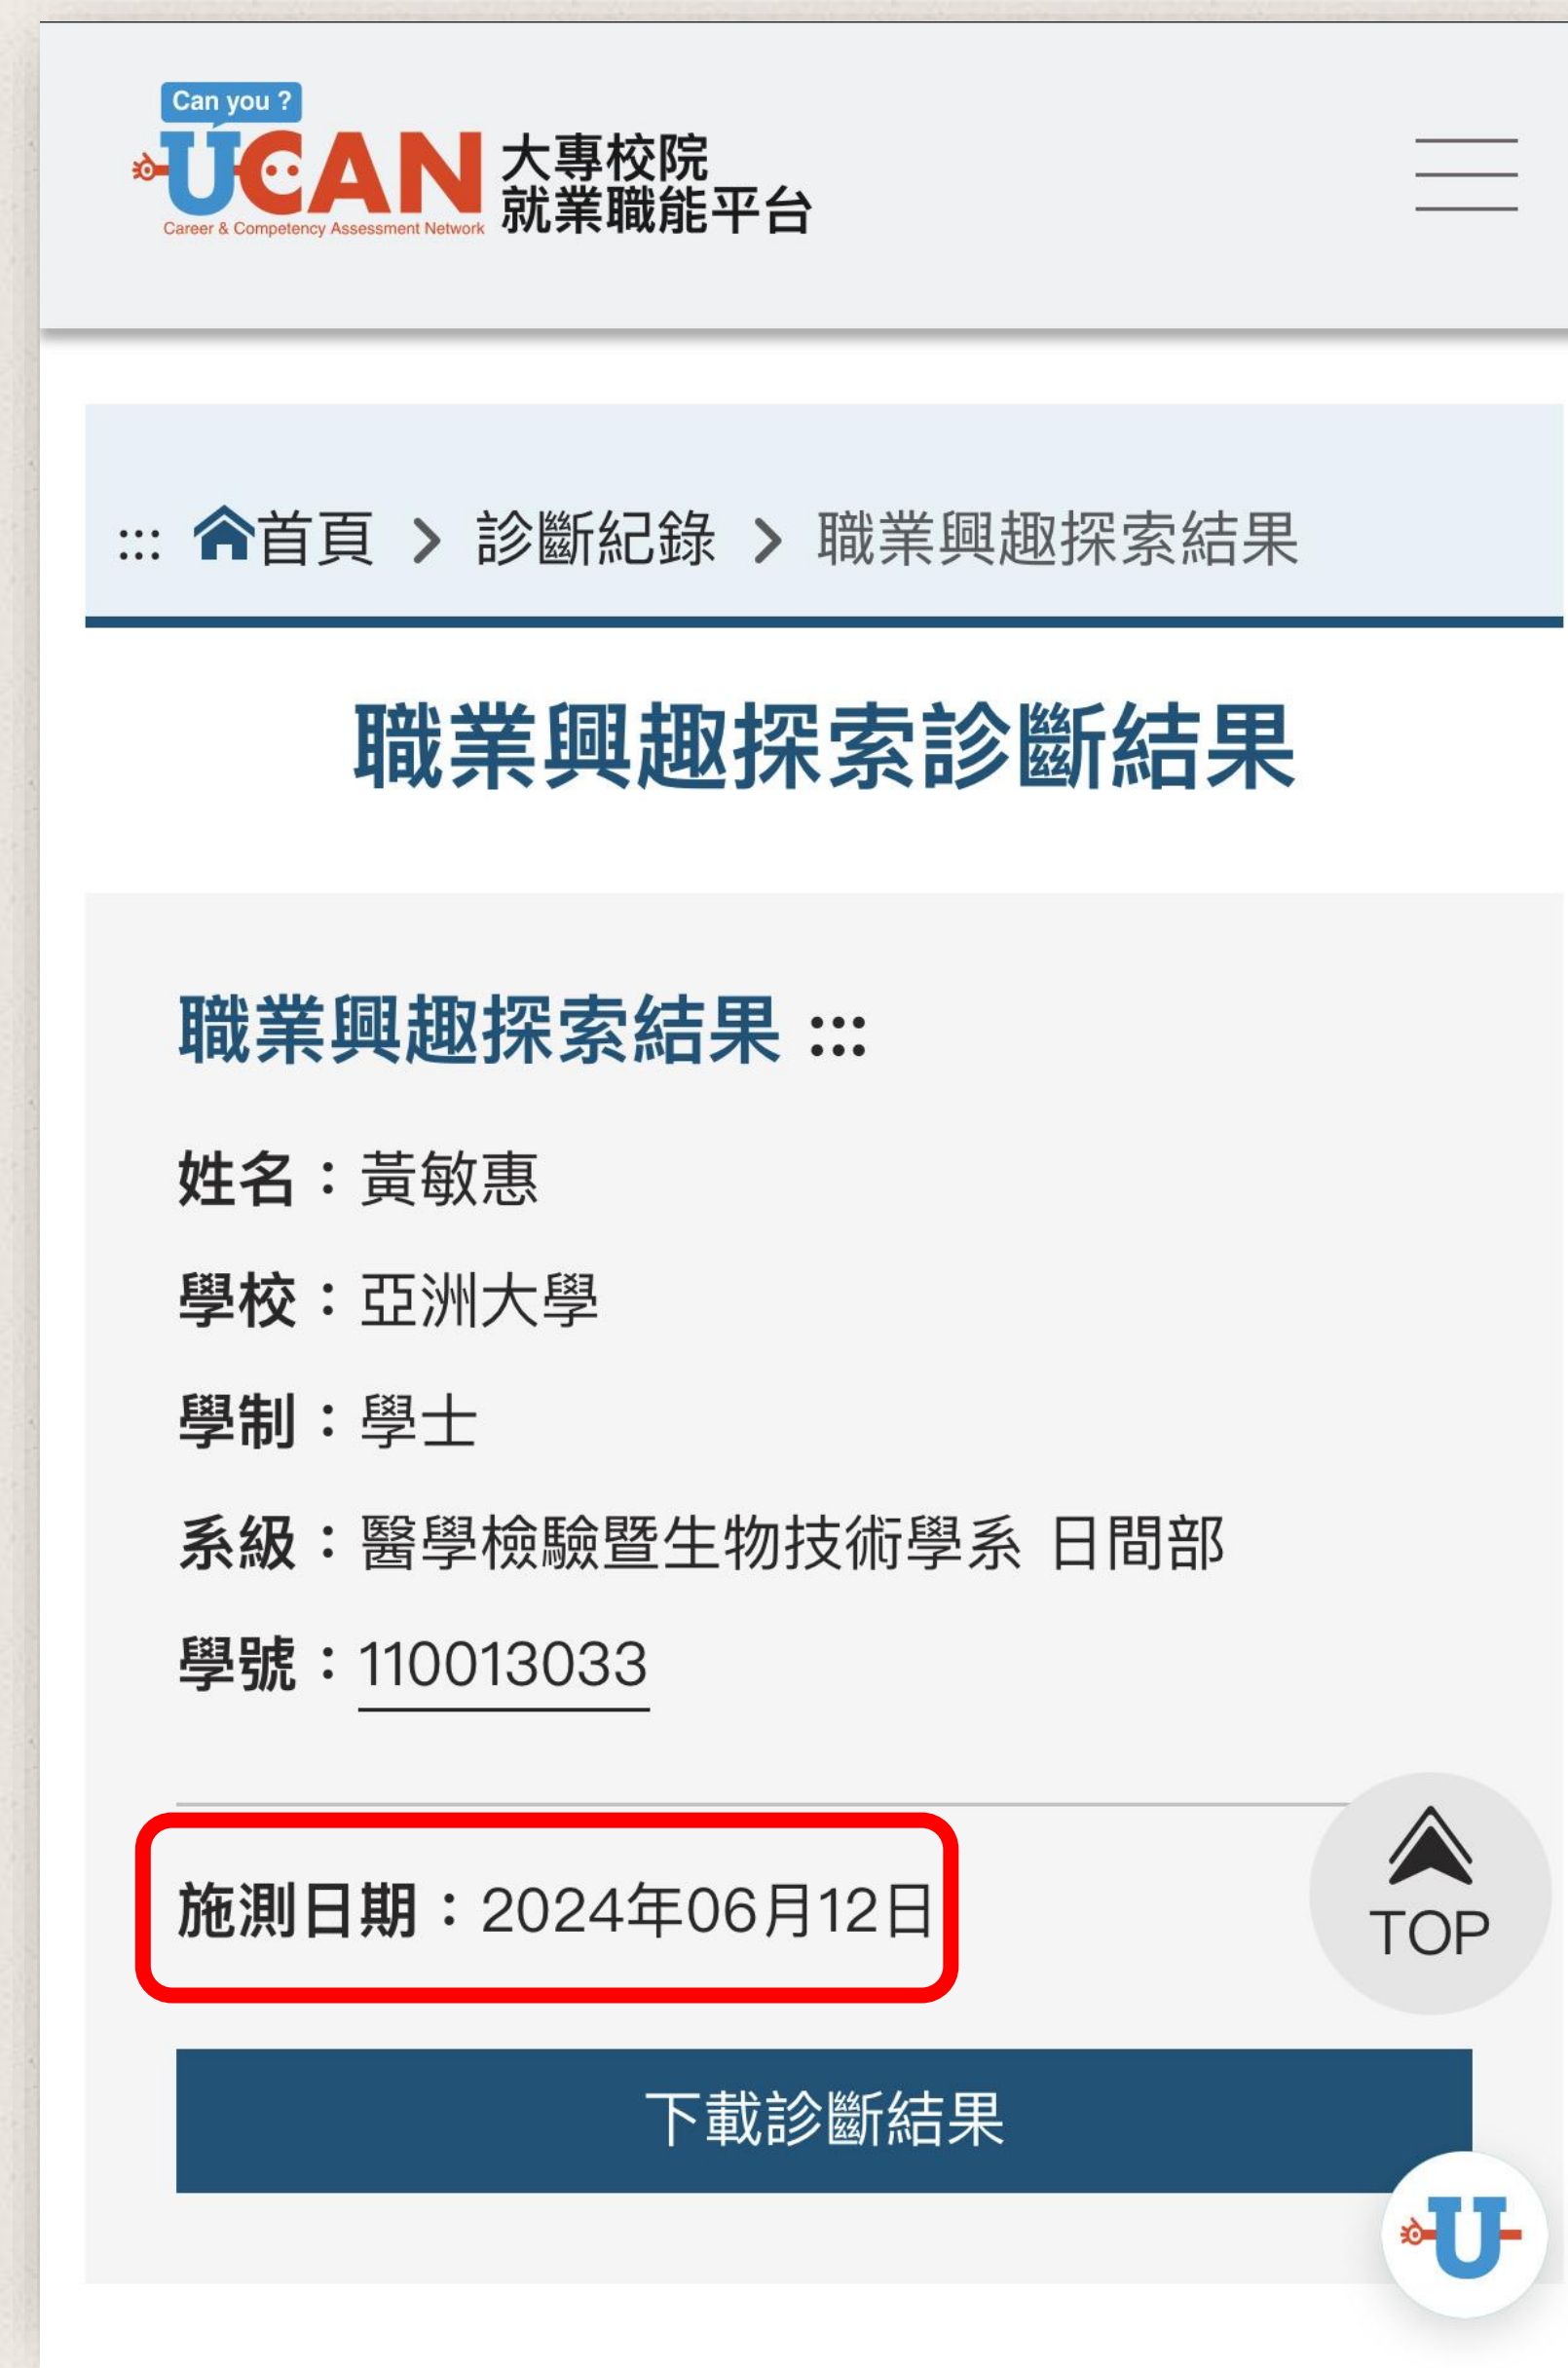 Can you ?
UCAN
Career & Competency Assessment Network
大專校院
就業職能平台
::: 首頁 > 診斷紀錄 > 職業興趣探索結果
職業興趣探索診斷結果
職業興趣探索結果 :::
姓名：黃敏惠
學校：亞洲大學
學制：學士
系級：醫學檢驗暨生物技術學系 日間部
學號：110013033
施測日期：2024年06月12日
TOP
下載診斷結果
U